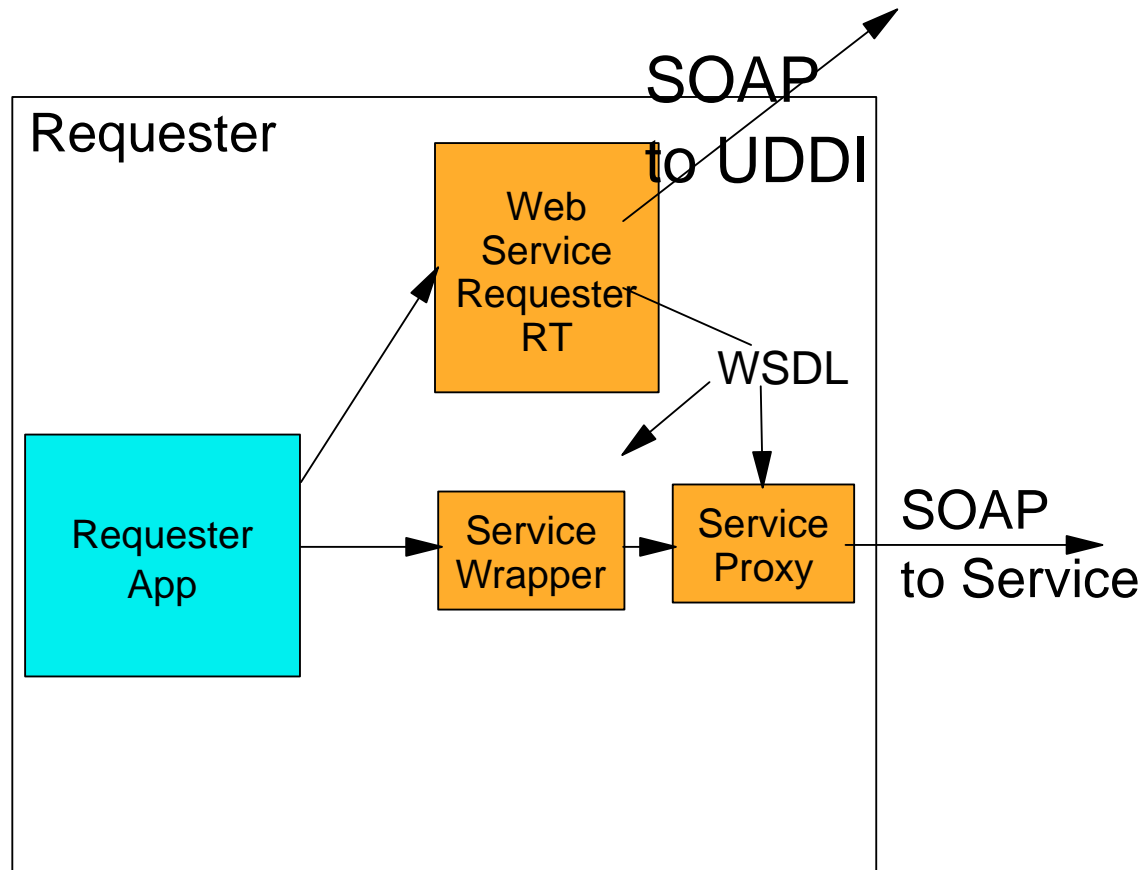 SOAP
to UDDI
Requester
Web
Service
Requester
RT
WSDL
Requester
App
Service
Wrapper
Service
Proxy
SOAP
to Service